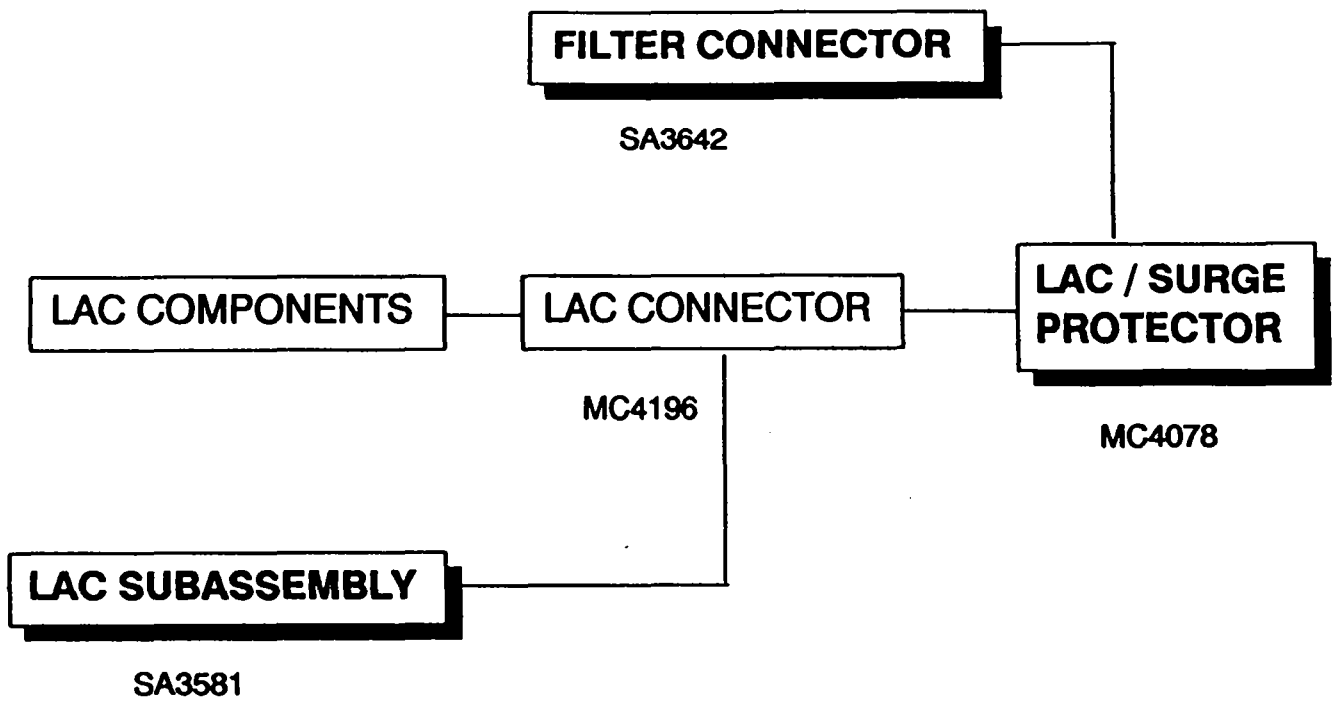 FILTER CONNECTOR
SA3642
LAC COMPONENTS
LAC CONNECTOR
MC4196
LAC / SURGE
PROTECTOR
MC4078
LAC SUBASSEMBLY
SA3581